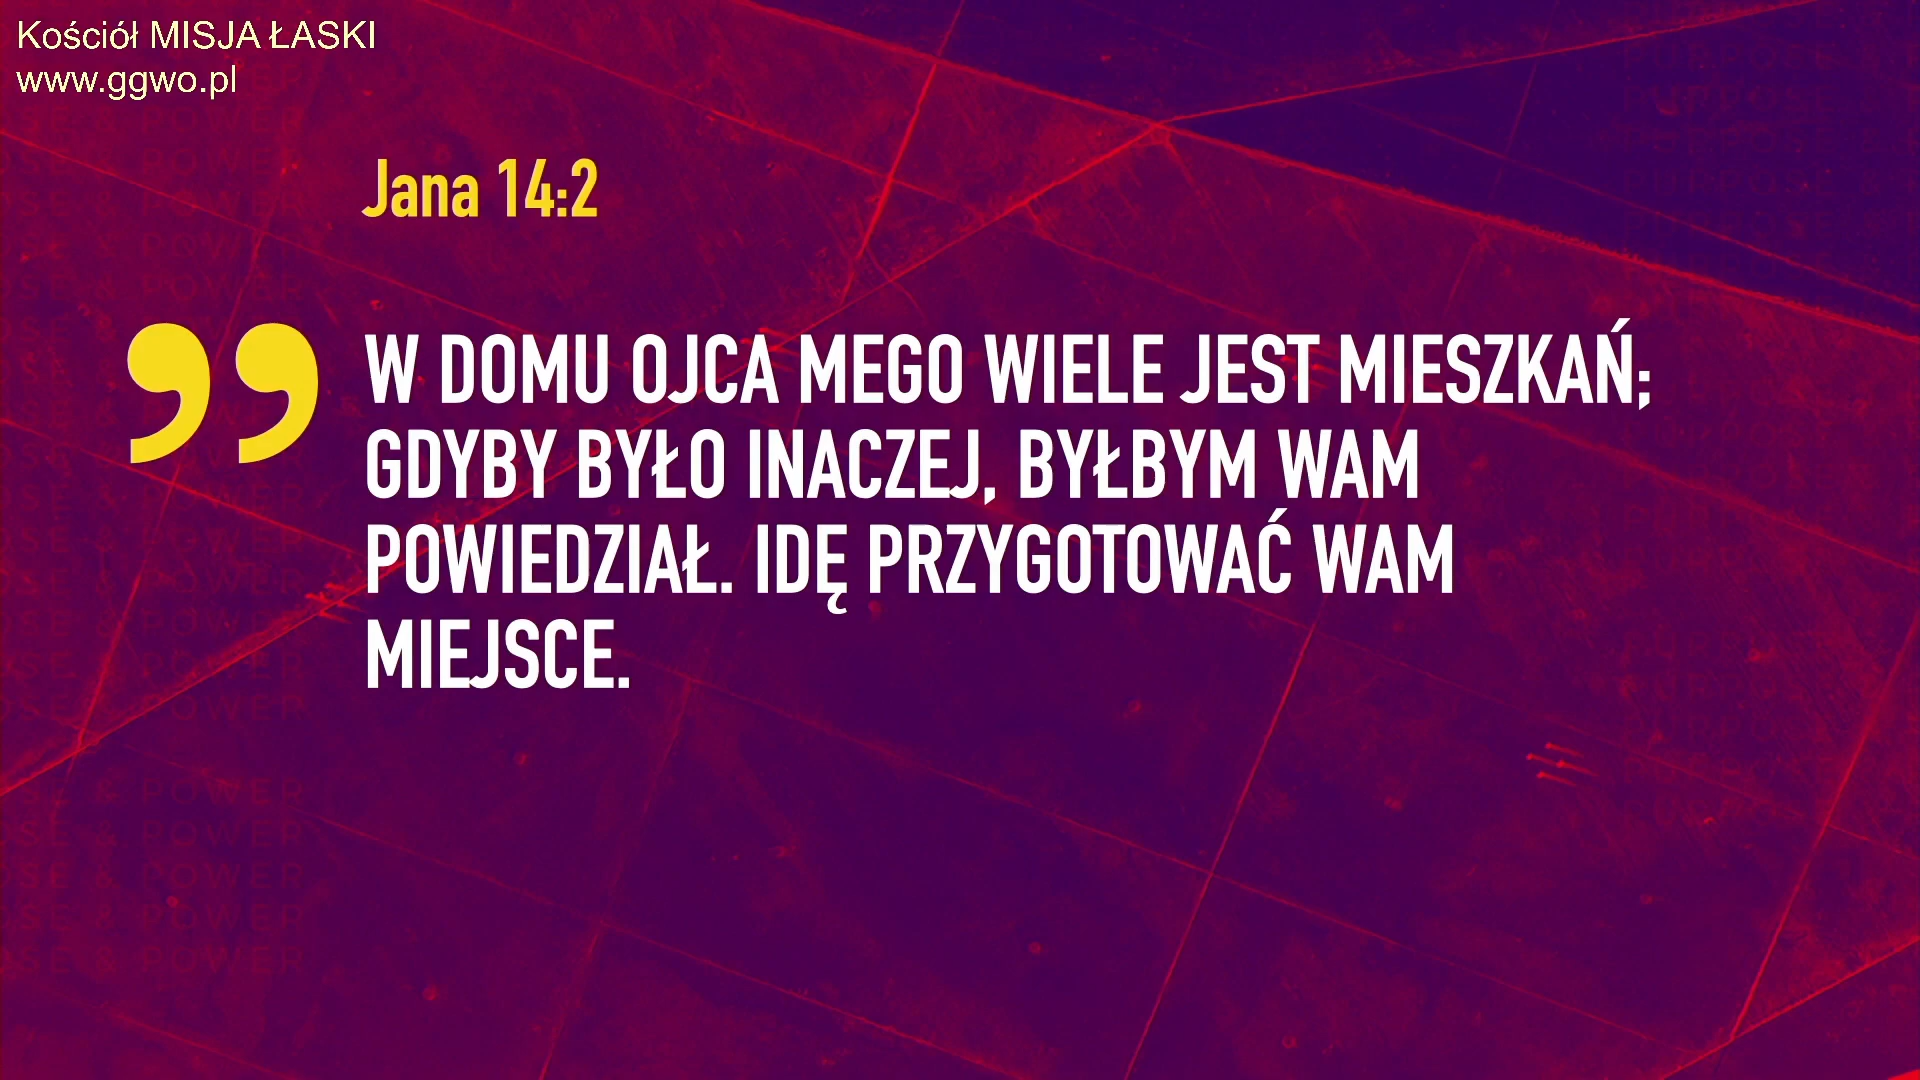 Kościół MISJA ŁASKI
www.ggwo.pl
Jana 14:2
W DOMU OJCA MEGO WIELE JEST MIESZKAŃ;
GDYBY BYŁO INACZEJ, BYŁBYM WAM
POWIEDZIAŁ. IDĘ PRZYGOTOWAĆ WAM
MIEJSCE.